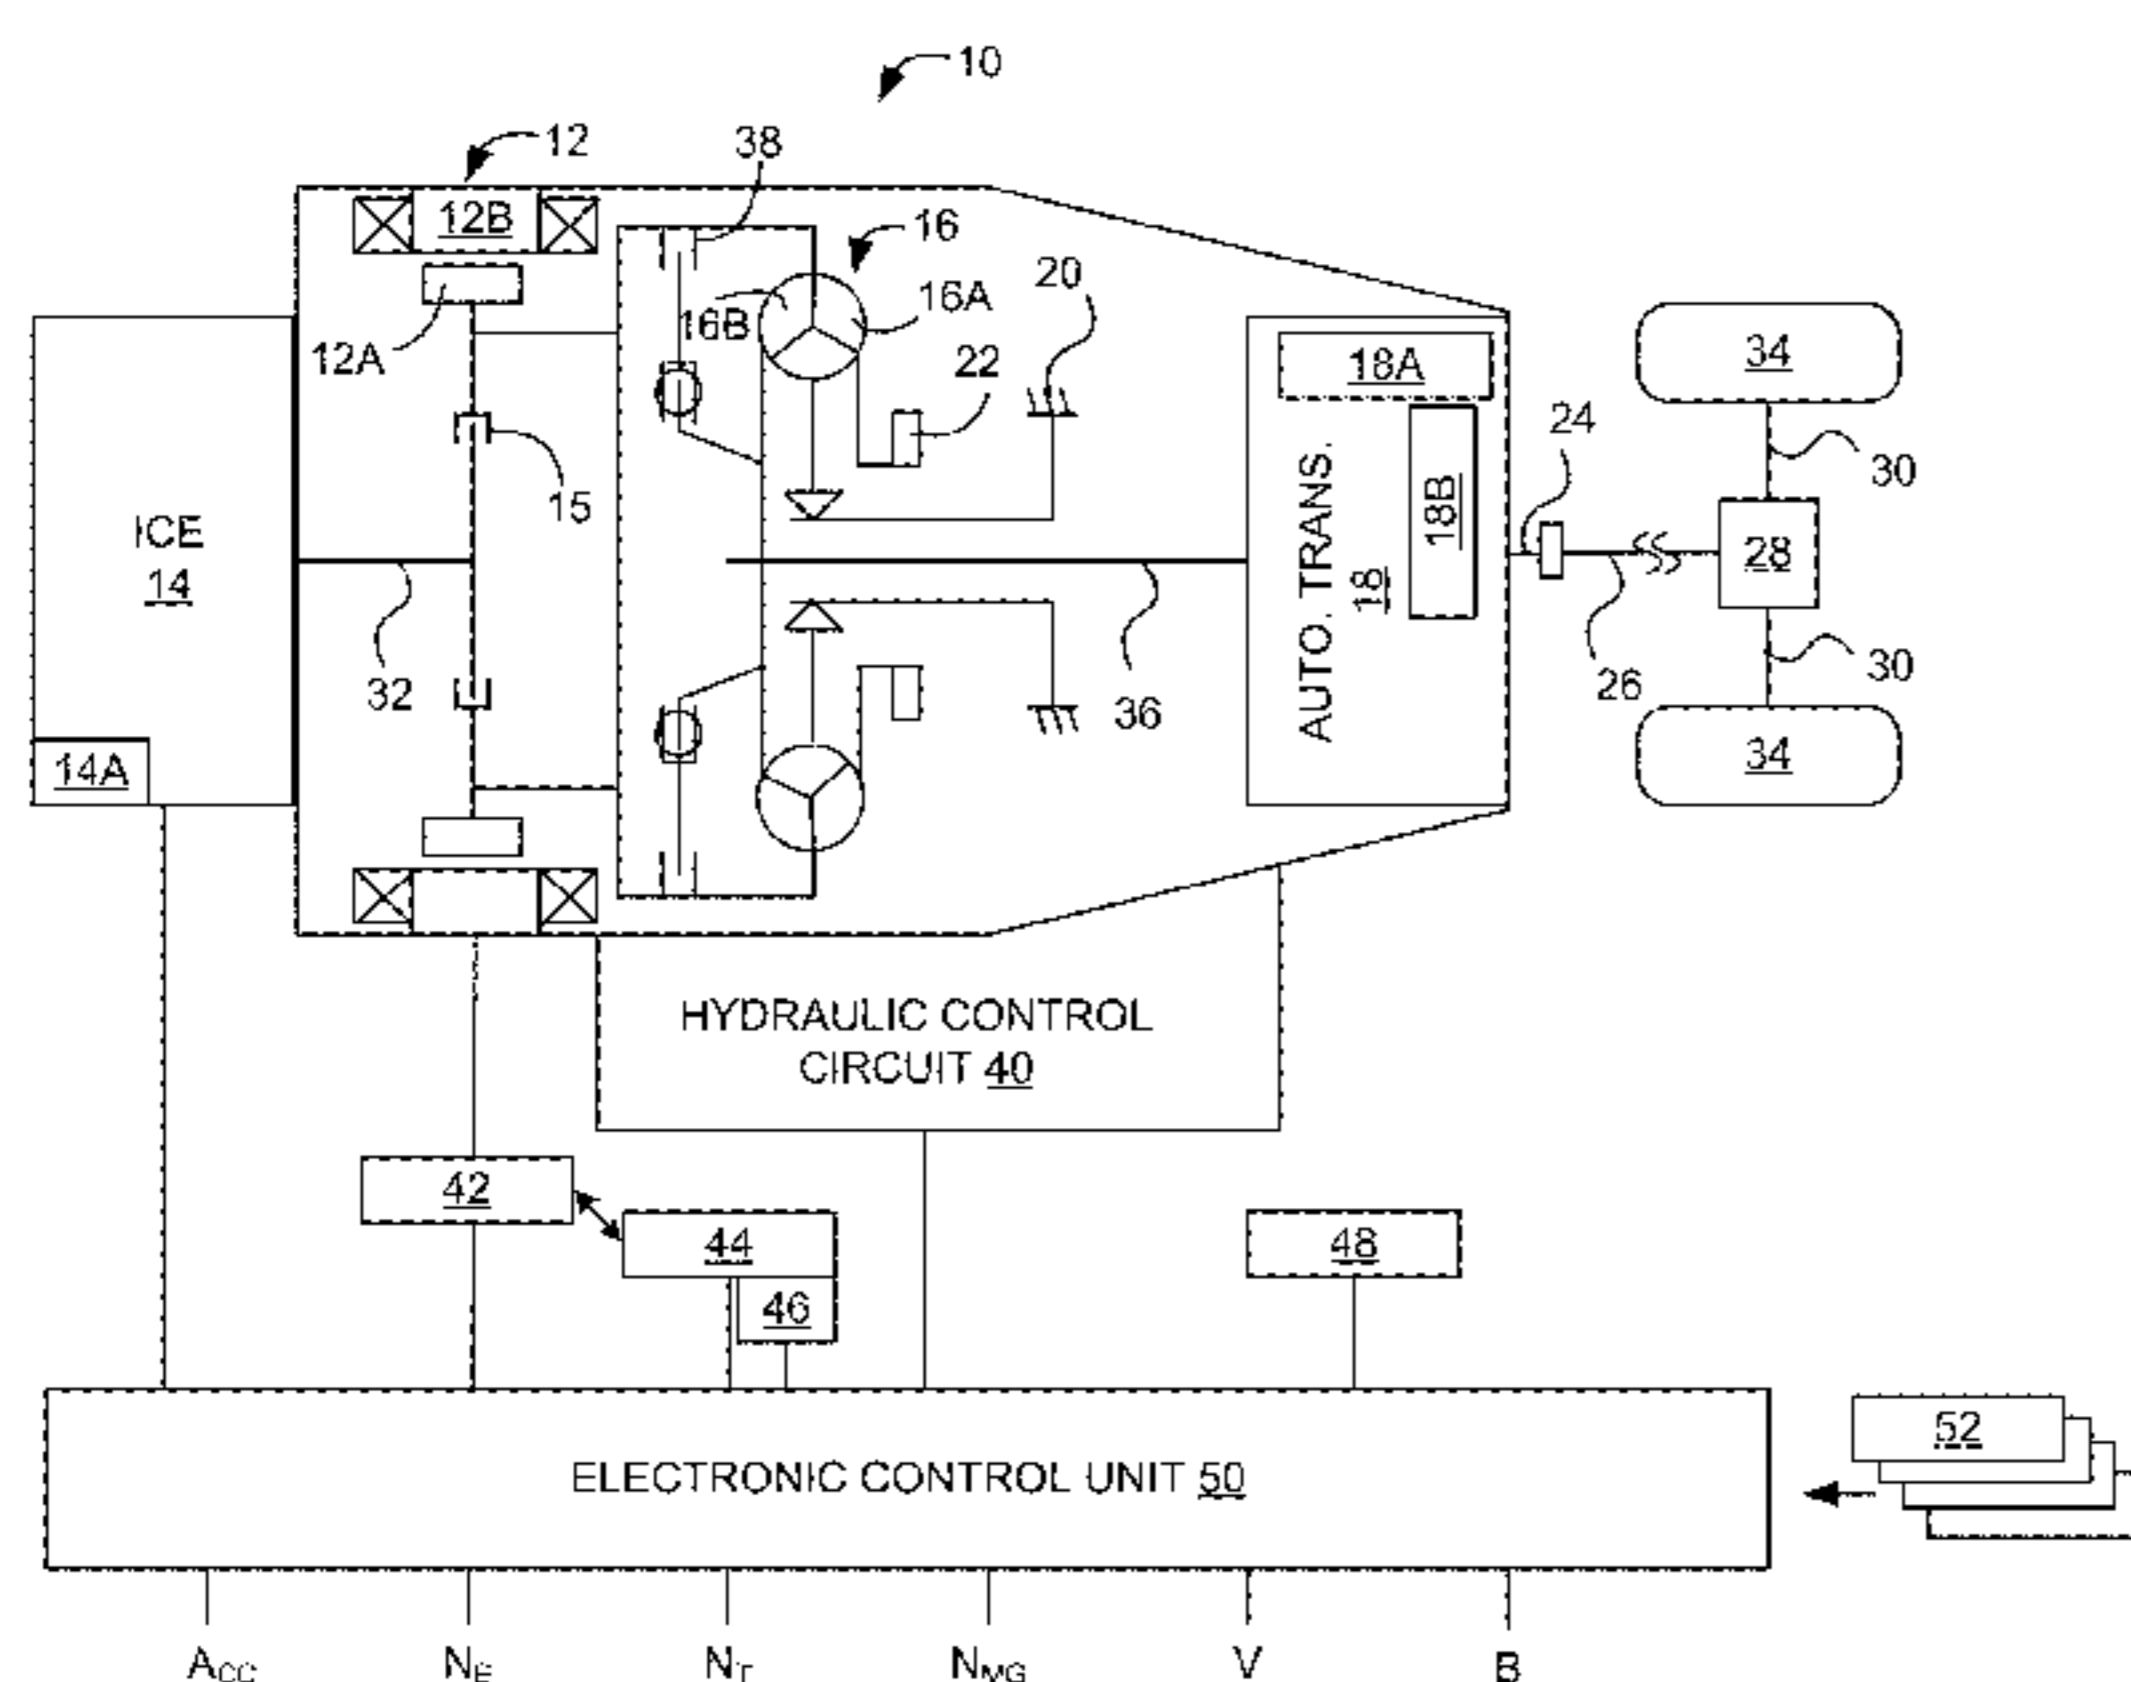 10
12
38
12B
16
20
16A
16B
12A
22
34
18A
24
30
15
ICE
14
AUTO. TRANS.
18
18B
28
32
36
26
30
14A
34
HYDRAULIC CONTROL
CIRCUIT 40
42
44
48
46
52
ELECTRONIC CONTROL UNIT 50
ACC NE NT NMG V B